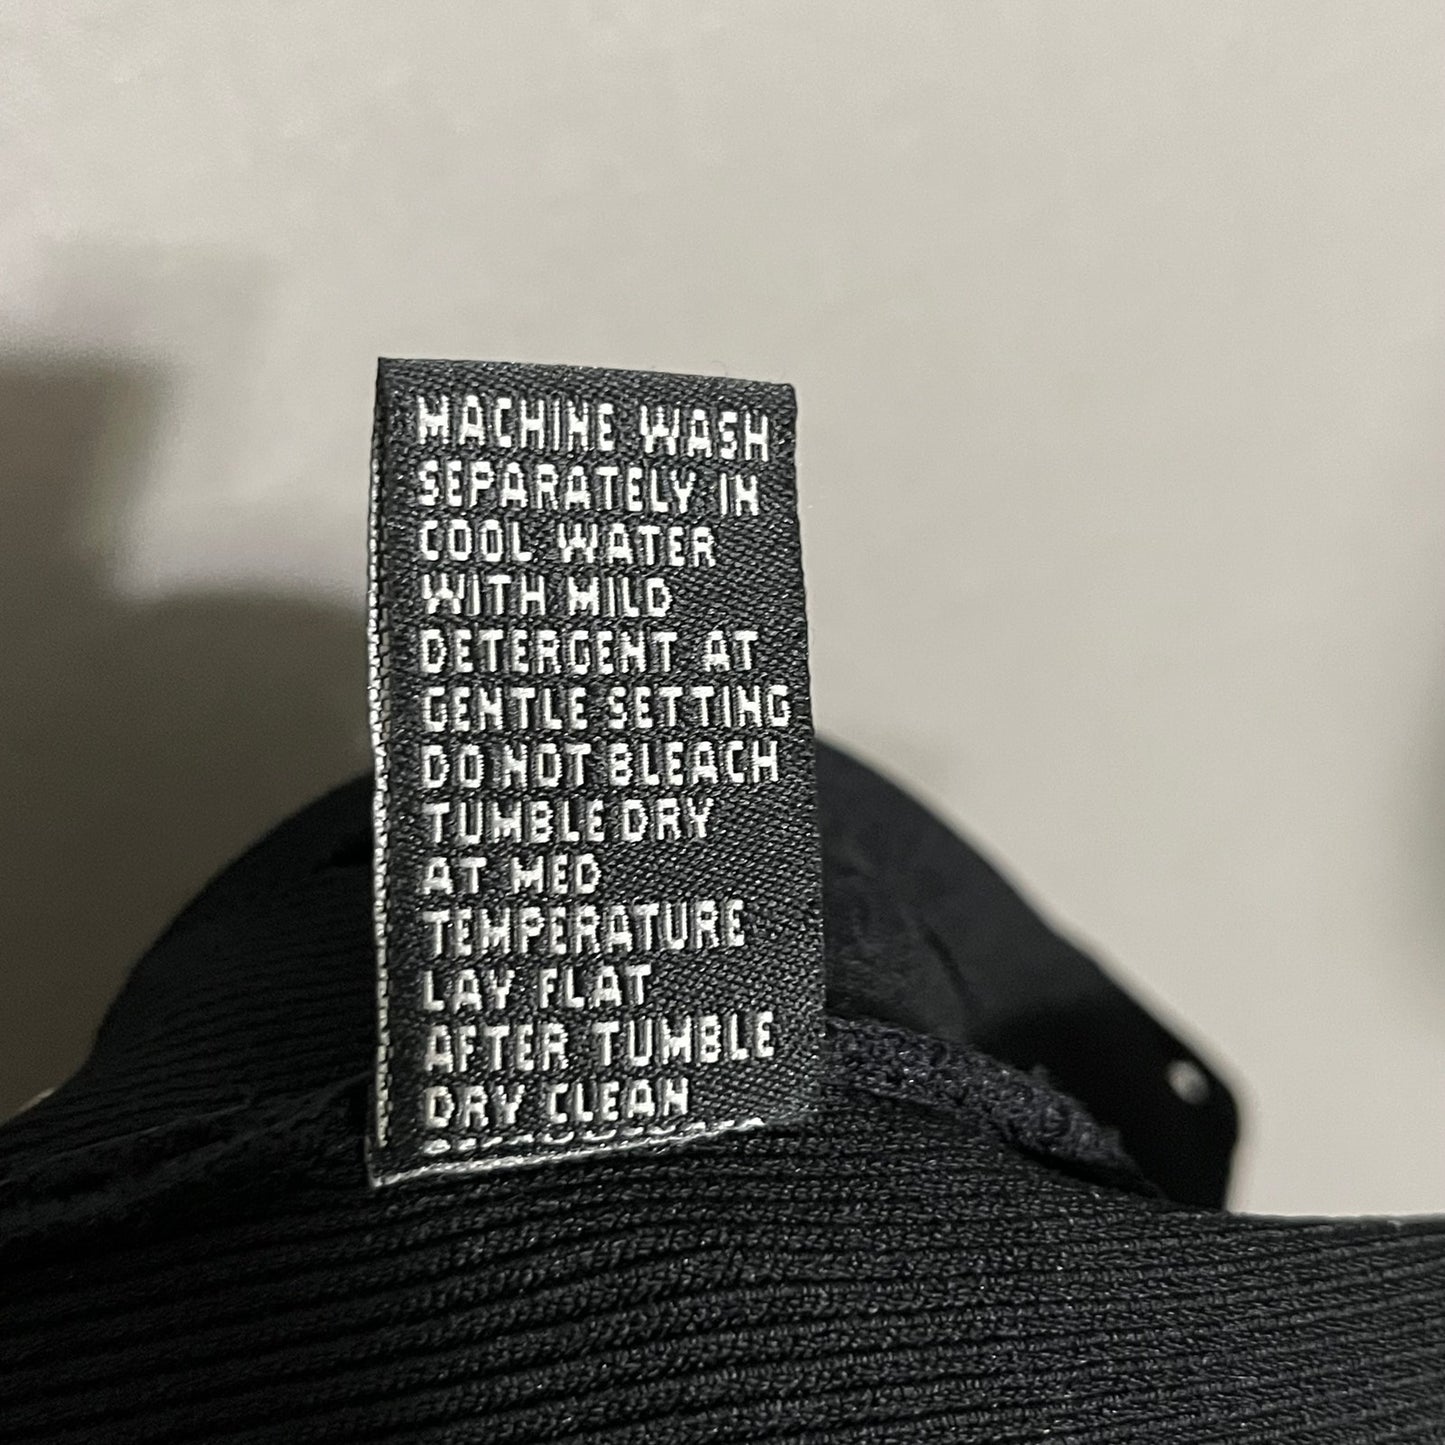 MACHINE WASH
SEPARATELY IN
COOL WATER
WITH MILD
DETERGENT AT
GENTLE SETTING
DO NOT BLEACH
TUMBLE DRY
AT MED
TEMPERATURE
LAY FLAT
AFTER TUMBLE
DRY CLEAN